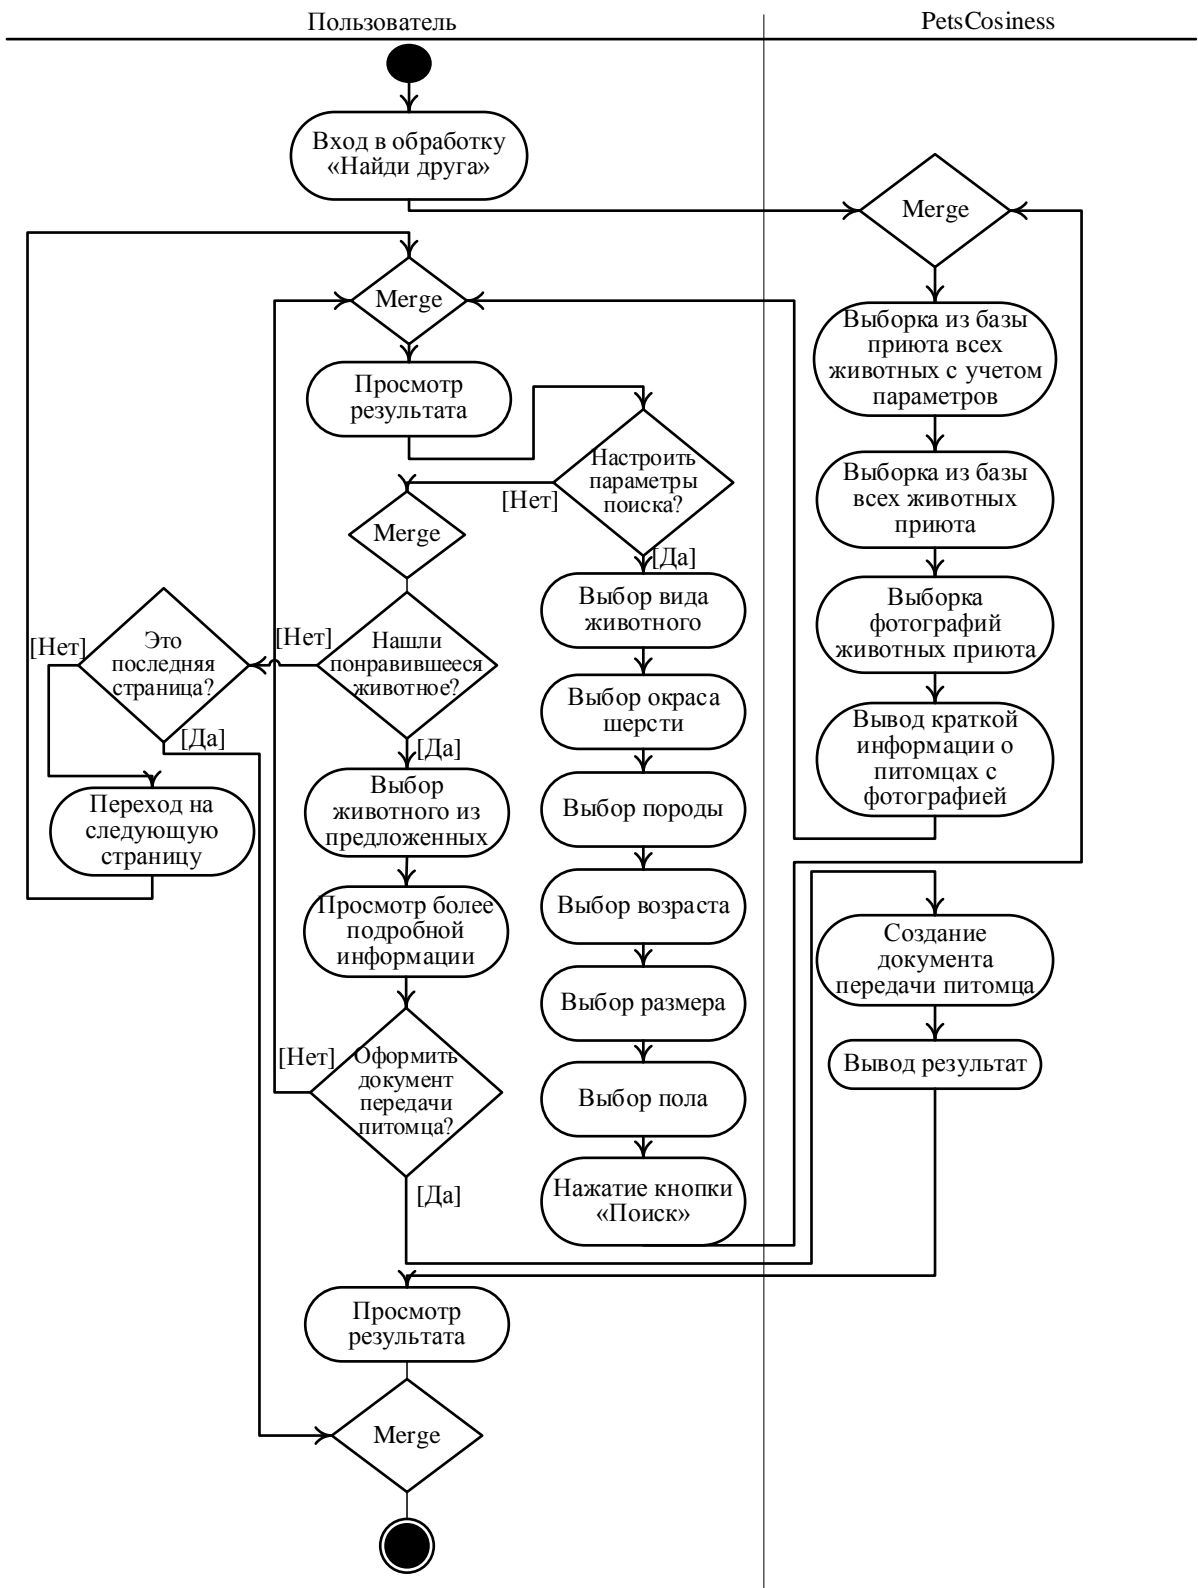 Пользователь
PetsCosiness
Вход в обработку
«Найди друга»
Merge
Merge
Выборка из базы
приюта всех
животных с учетом
параметров
Просмотр
результата
Настроить
параметры
поиска?
[Нет]
[Да]
Merge
Выборка из базы
всех животных
приюта
Выбор вида
животного
Выборка
фотографий
животных приюта
[Нет]
Это
последняя
страница?
[Да]
[Нет]
Нашли
понравившееся
животное?
[Да]
Выбор окраса
шерсти
Вывод краткой
информации о
питомцах с
фотографией
Переход на
следующую
страницу
Выбор
животного из
предложенных
Выбор породы
Просмотр более
подробной
информации
Выбор возраста
Создание
документа
передачи питомца
Выбор размера
[Нет]
Оформить
документ
передачи
питомца?
[Да]
Вывод результат
Выбор пола
Нажатие кнопки
«Поиск»
Просмотр
результата
Merge